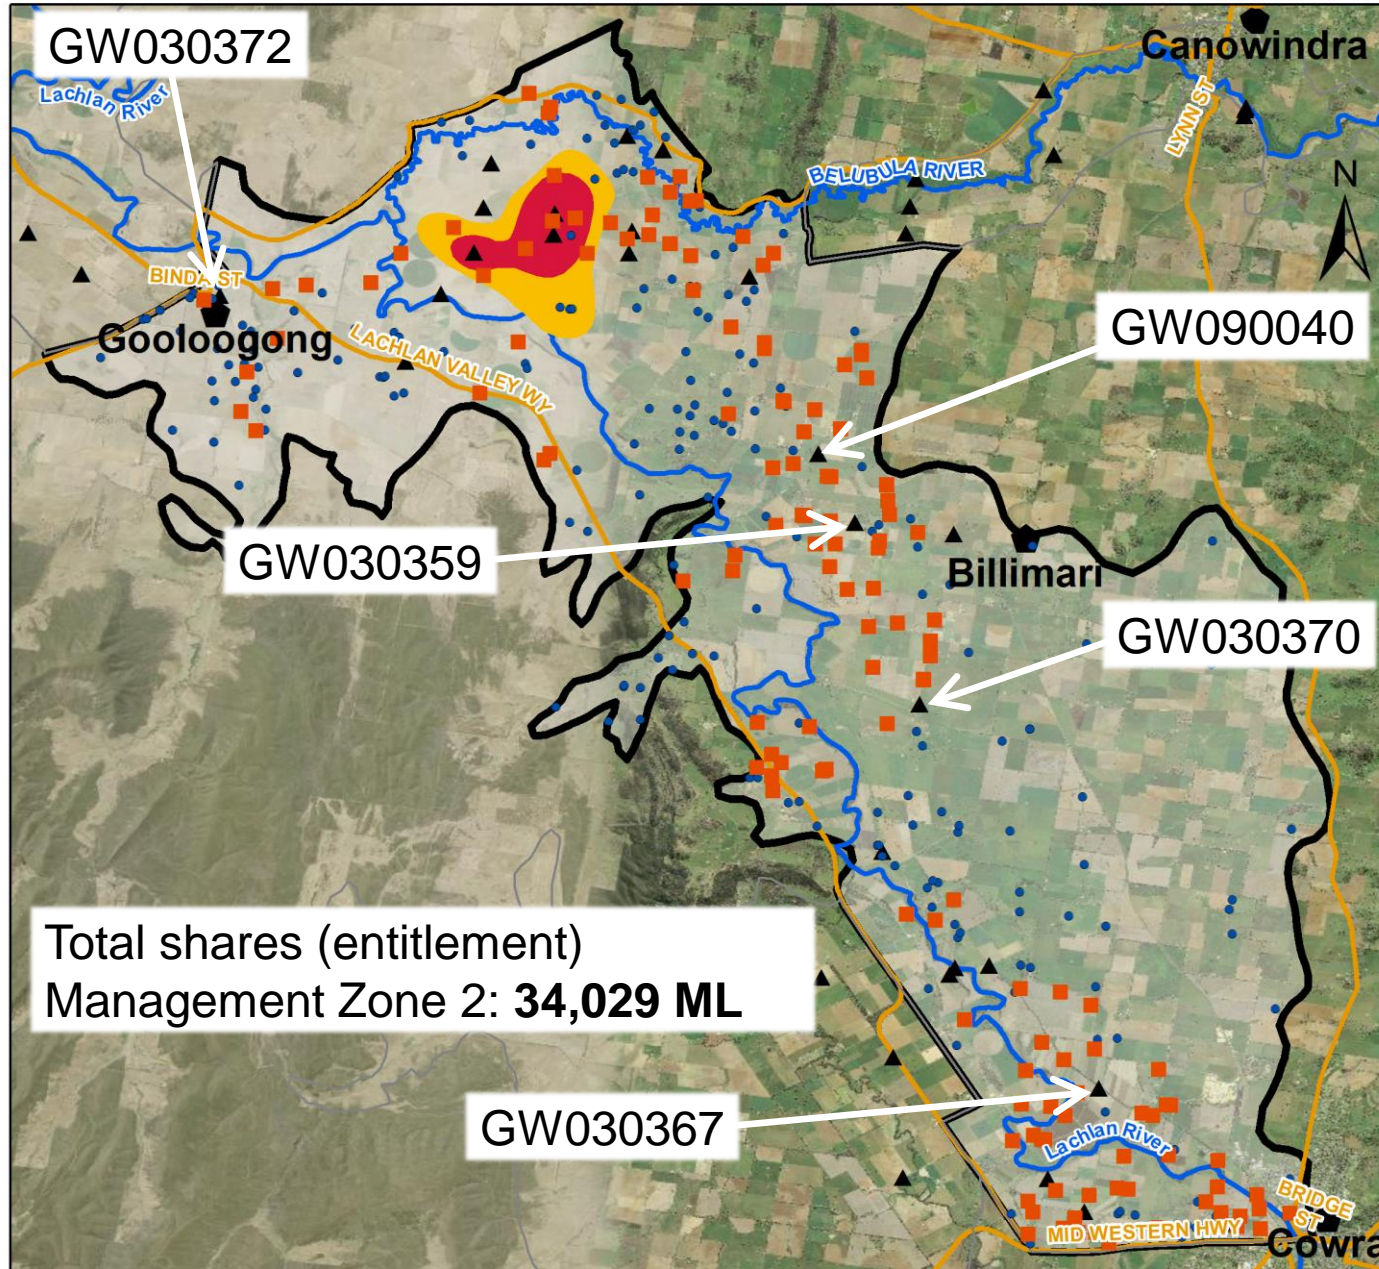 GW030372
Canowindra
Lachlan River
LYNN ST
BELUBULA RIVER
N
BINDA ST
Gooloogong
GW090040
LACHLAN VALLEY WY
GW030359
Billimari
GW030370
Total shares (entitlement)
Management Zone 2: 34,029 ML
GW030367
Lachlan River
BRIDGE
ST
MID WESTERN HWY
Cowra